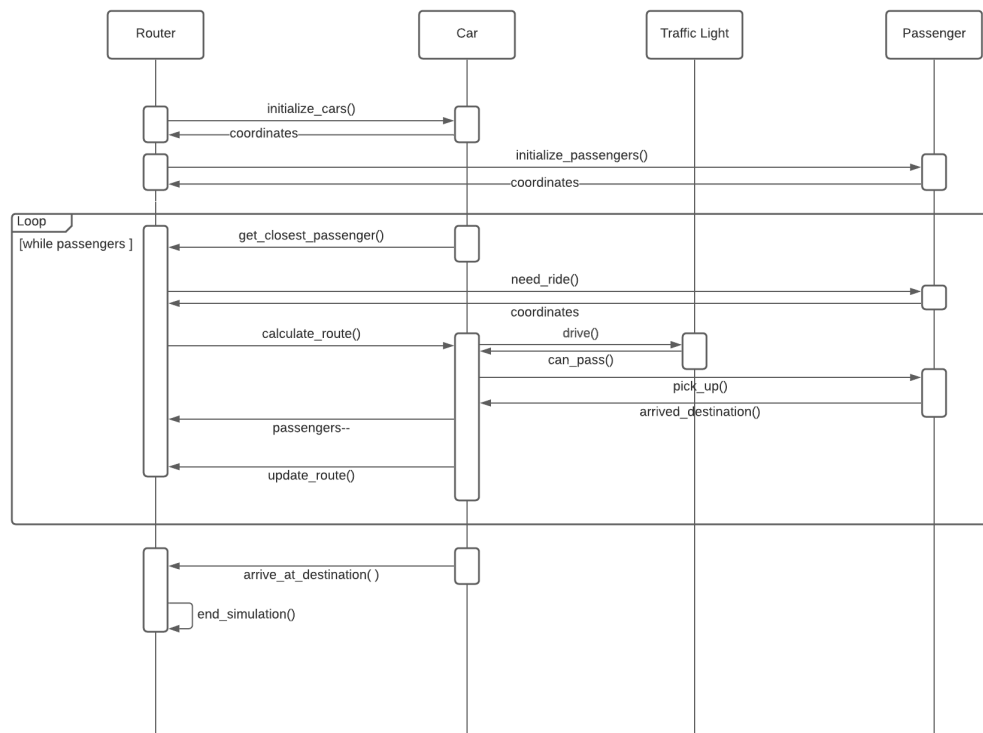 Router
Car
Traffic Light
Passenger
initialize_cars()
coordinates
initialize_passengers()
coordinates
Loop
[while passengers ]
get_closest_passenger()
need_ride()
coordinates
calculate_route()
drive()
can_pass()
pick_up()
arrived_destination()
passengers--
update_route()
arrive_at_destination( )
end_simulation()